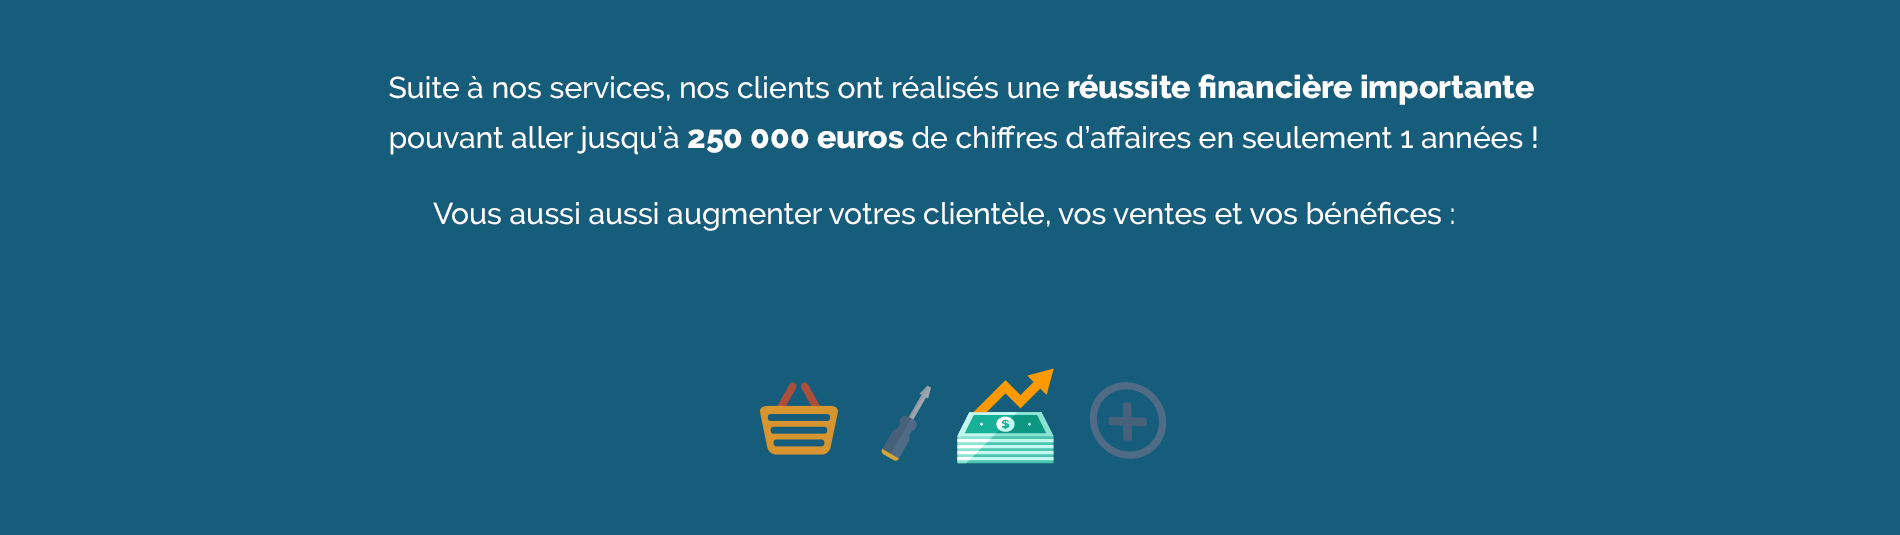 Suite à nos services, nos clients ont réalisés une réussite financière importante
pouvant aller jusqu’à 250 000 euros de chiffres d’affaires en seulement 1 années !
Vous aussi aussi augmenter votres clientèle, vos ventes et vos bénéfices :
$